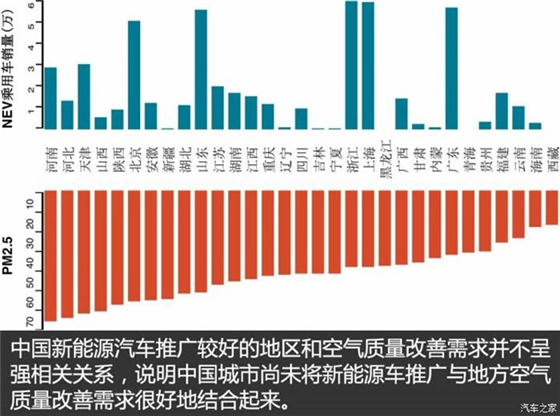 NEV乘用车销量(万)
6
5
4
3
2
1
河南
河北
天津
山西
陕西
北京
安徽
新疆
湖北
山东
江苏
湖南
江西
重庆
辽宁
四川
吉林
宁夏
浙江
上海
黑龙江
广西
甘肃
内蒙
广东
青海
贵州
福建
云南
海南
西藏
PM2.5
10
20
30
40
50
60
70
中国新能源汽车推广较好的地区和空气质量改善需求并不呈
强相关关系，说明中国城市尚未将新能源车推广与地方空气
质量改善需求很好地结合起来。
汽车之家